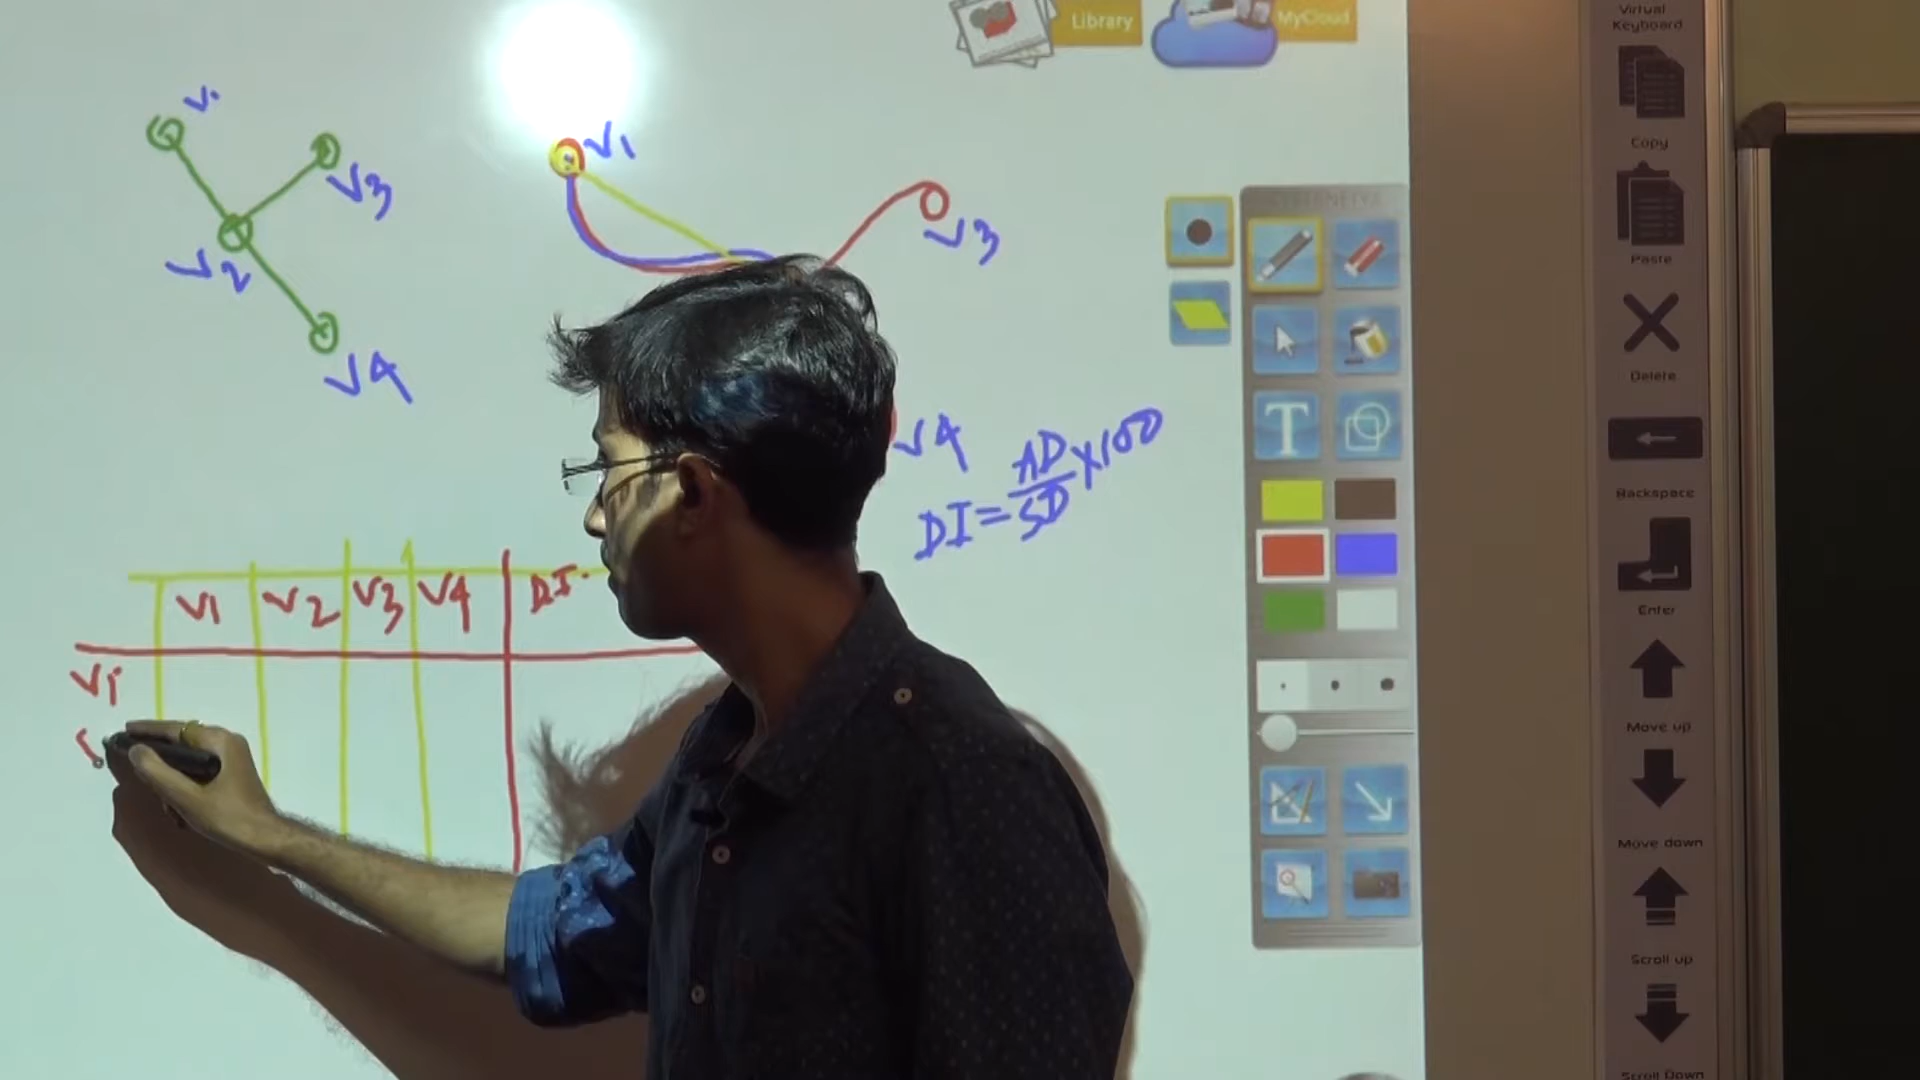 Library
MyCloud
V1
V1
V3
V3
V2
V4
V4
DI = AD/SD × 100
V1 V2 V3 V4 DI
V1
T
Virtual
Keyboard
Copy
Paste
Delete
Backspace
Enter
Move up
Move down
Scroll up
Scroll Down